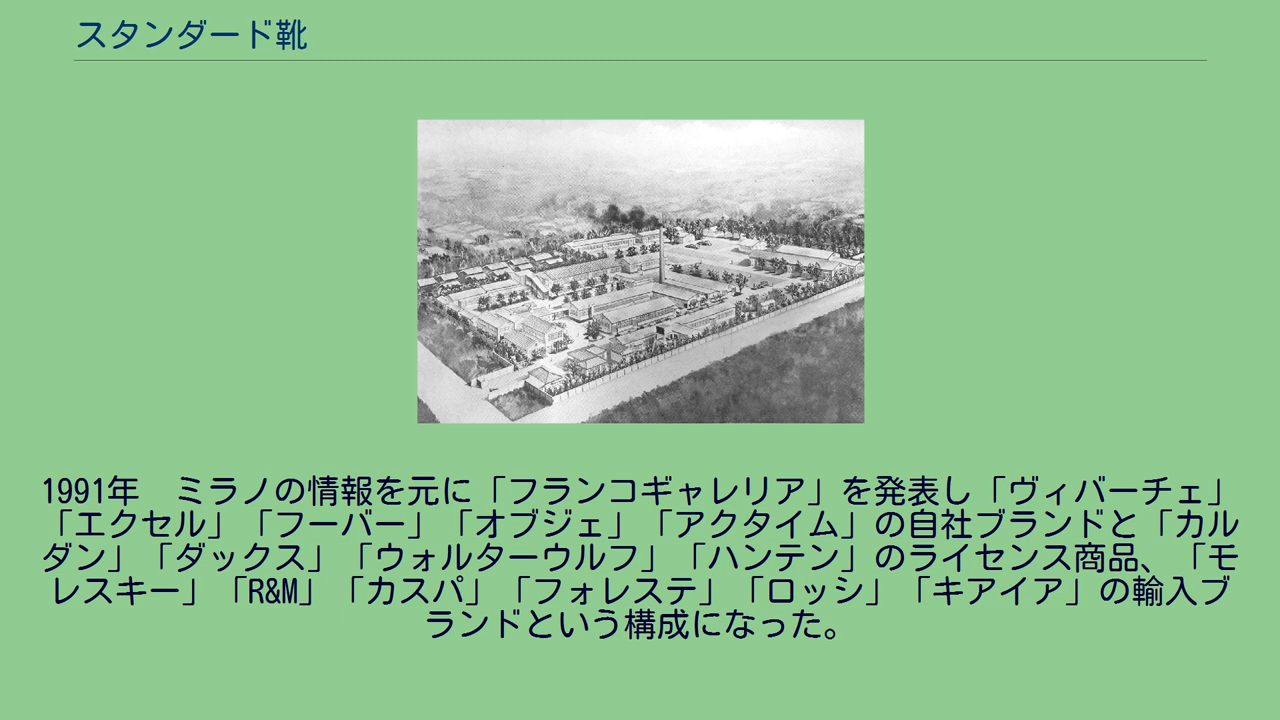 スタンダード靴
1991年　ミラノの情報を元に「フランコギャレリア」を発表し「ヴィバーチェ」
「エクセル」「フーバー」「オブジェ」「アクタイム」の自社ブランドと「カル
ダン」「ダックス」「ウォルターウルフ」「ハンテン」のライセンス商品、「モ
レスキー」「R&M」「カスパ」「フォレステ」「ロッシ」「キアイア」の輸入ブ
ランドという構成になった。